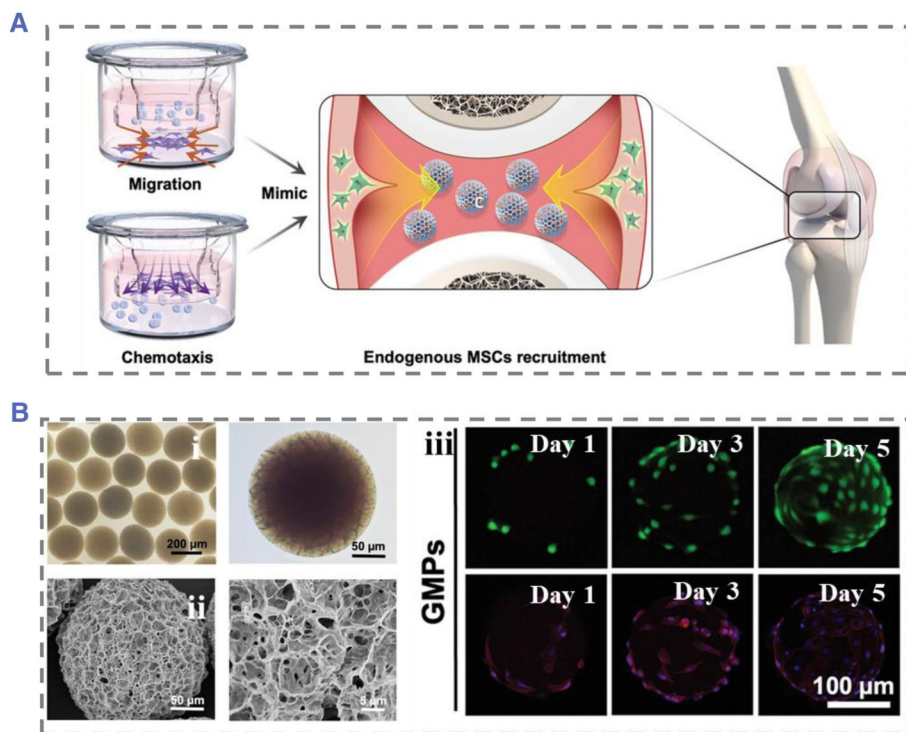 A
Migration
Mimic
C
Chemotaxis
Endogenous MSCs recruitment
B
i
200 µm
50 µm
ii
50 µm
5 µm
iii
GMPs
Day 1
Day 3
Day 5
Day 1
Day 3
Day 5
100 µm